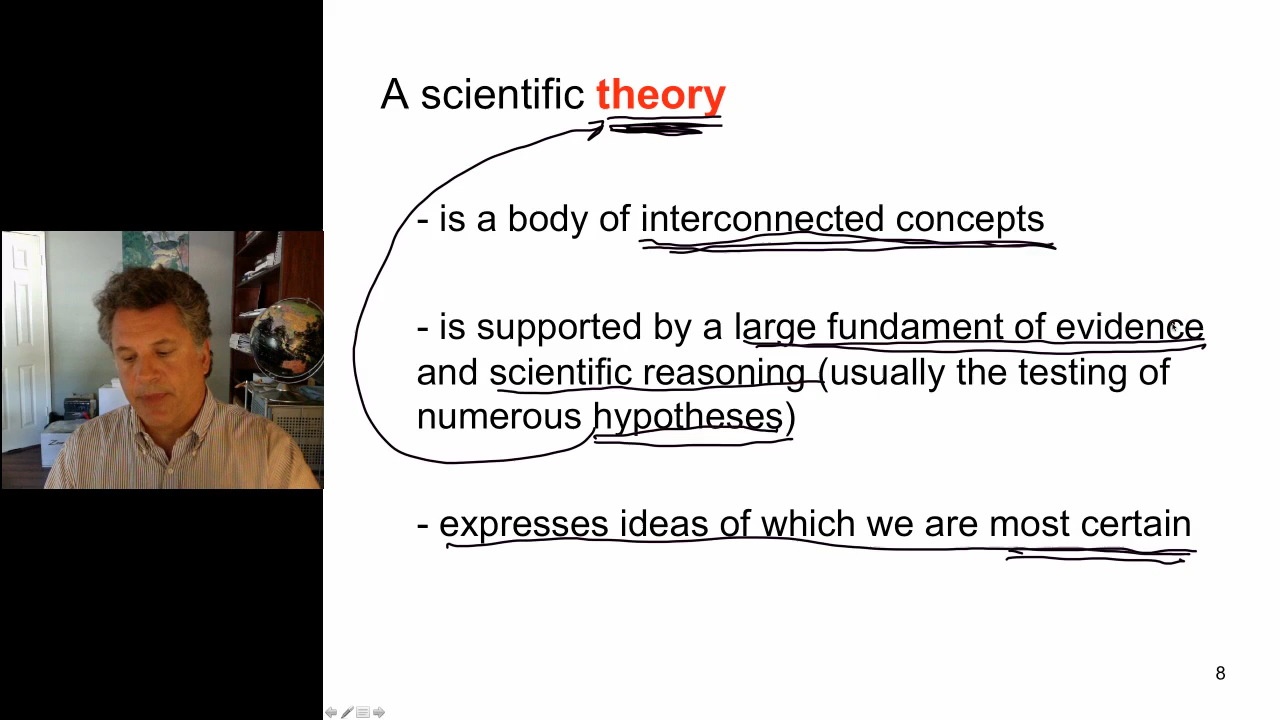 A scientific theory
- is a body of interconnected concepts
- is supported by a large fundament of evidence
and scientific reasoning (usually the testing of
numerous hypotheses)
- expresses ideas of which we are most certain
8